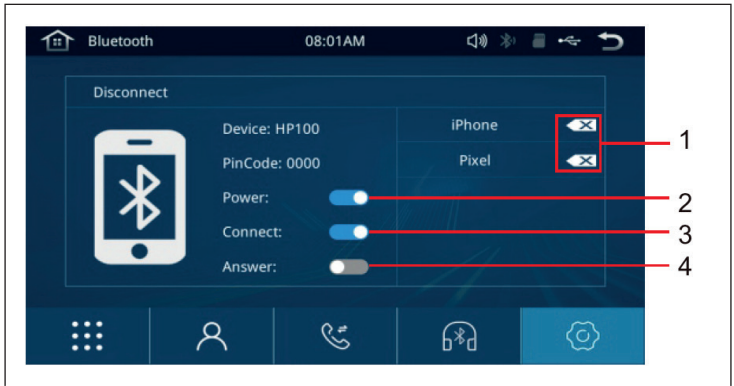 Bluetooth 08:01AM
Disconnect
Device: HP100
PinCode: 0000
Power:
Connect:
Answer:
iPhone
Pixel
1
2
3
4